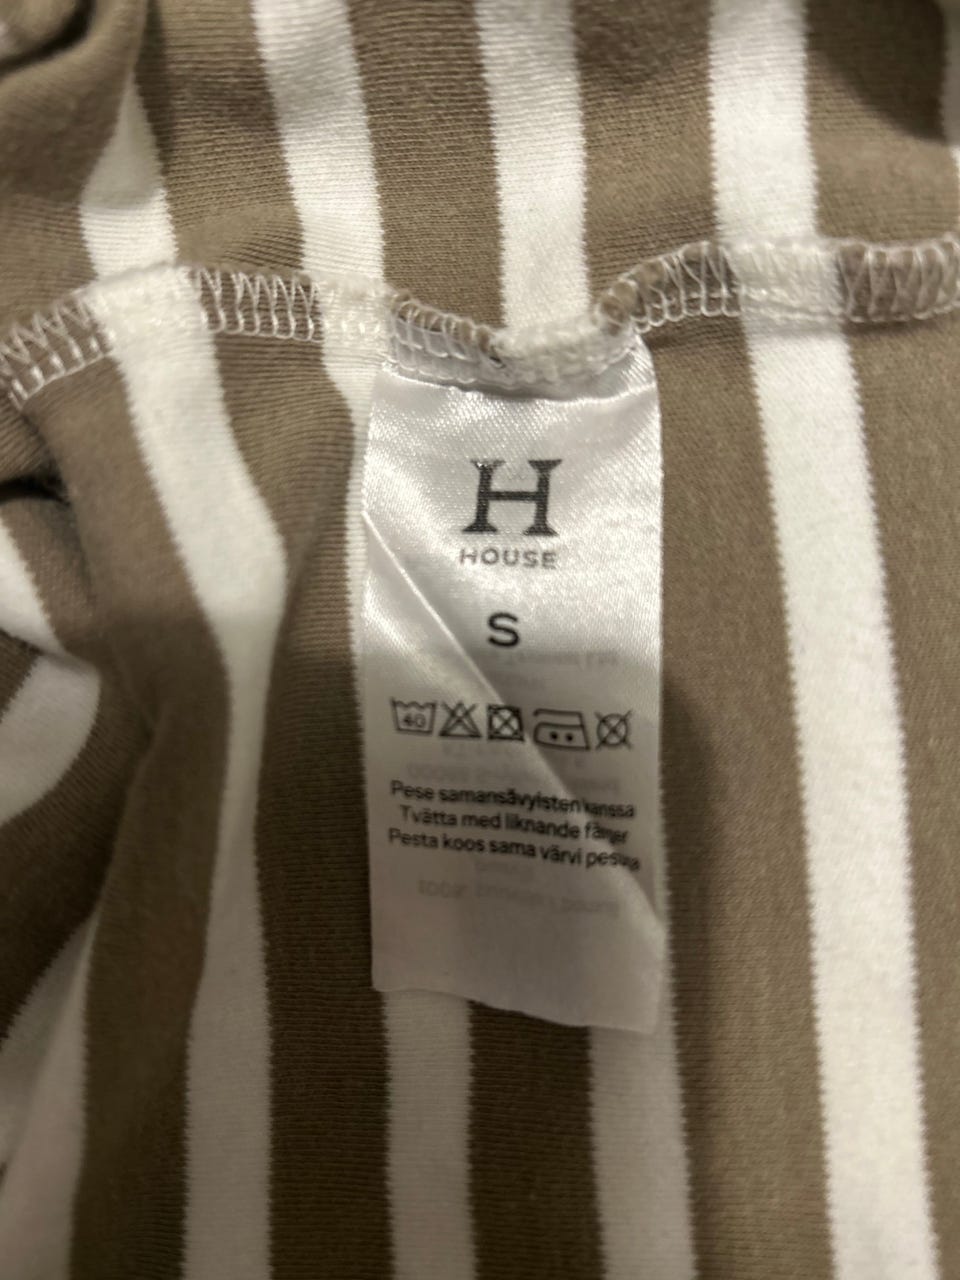 H
HOUSE
S
40
Pese samansävyisten kanssa
Tvätta med liknande färger
Pesta koos sama värvi pesuga